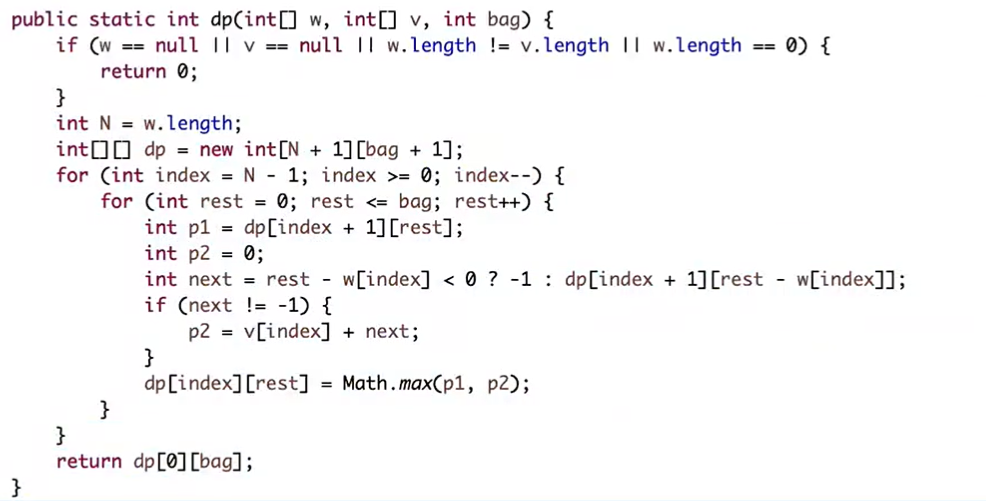 public static int dp(int[] w, int[] v, int bag) {
    if (w == null || v == null || w.length != v.length || w.length == 0) {
        return 0;
    }
    int N = w.length;
    int[][] dp = new int[N + 1][bag + 1];
    for (int index = N - 1; index >= 0; index--) {
        for (int rest = 0; rest <= bag; rest++) {
            int p1 = dp[index + 1][rest];
            int p2 = 0;
            int next = rest - w[index] < 0 ? -1 : dp[index + 1][rest - w[index]];
            if (next != -1) {
                p2 = v[index] + next;
            }
            dp[index][rest] = Math.max(p1, p2);
        }
    }
    return dp[0][bag];
}